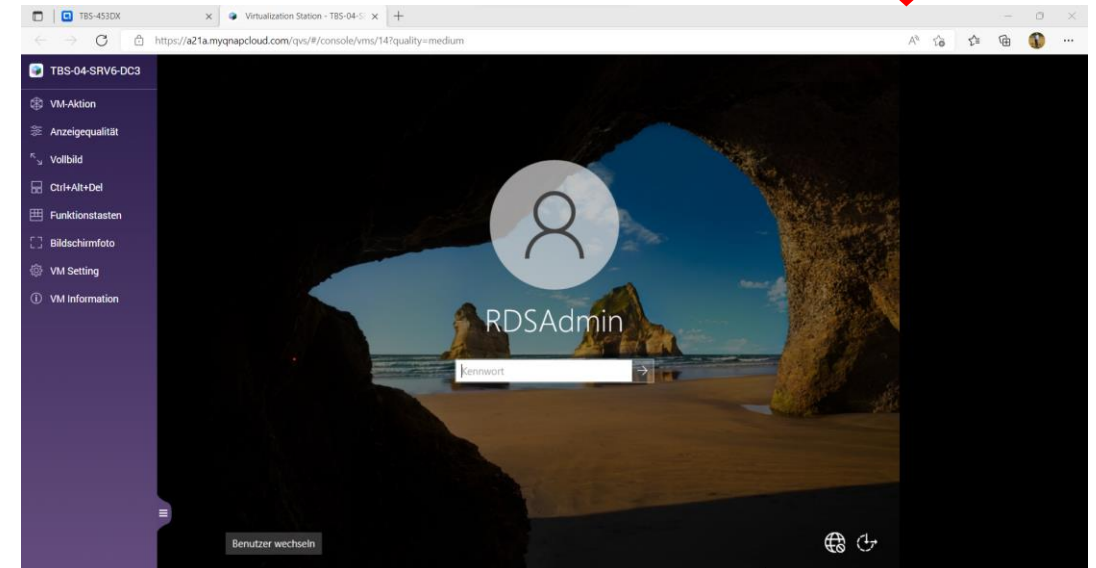 TBS-453DX
Virtualization Station - TBS-04-S
https://a21a.myqnapcloud.com/qvs/#/console/vms/14?quality=medium
TBS-04-SRV6-DC3
VM-Aktion
Anzeigequalität
Vollbild
Ctrl+Alt+Del
Funktionstasten
Bildschirmfoto
VM Setting
VM Information
RDSAdmin
Kennwort
Benutzer wechseln